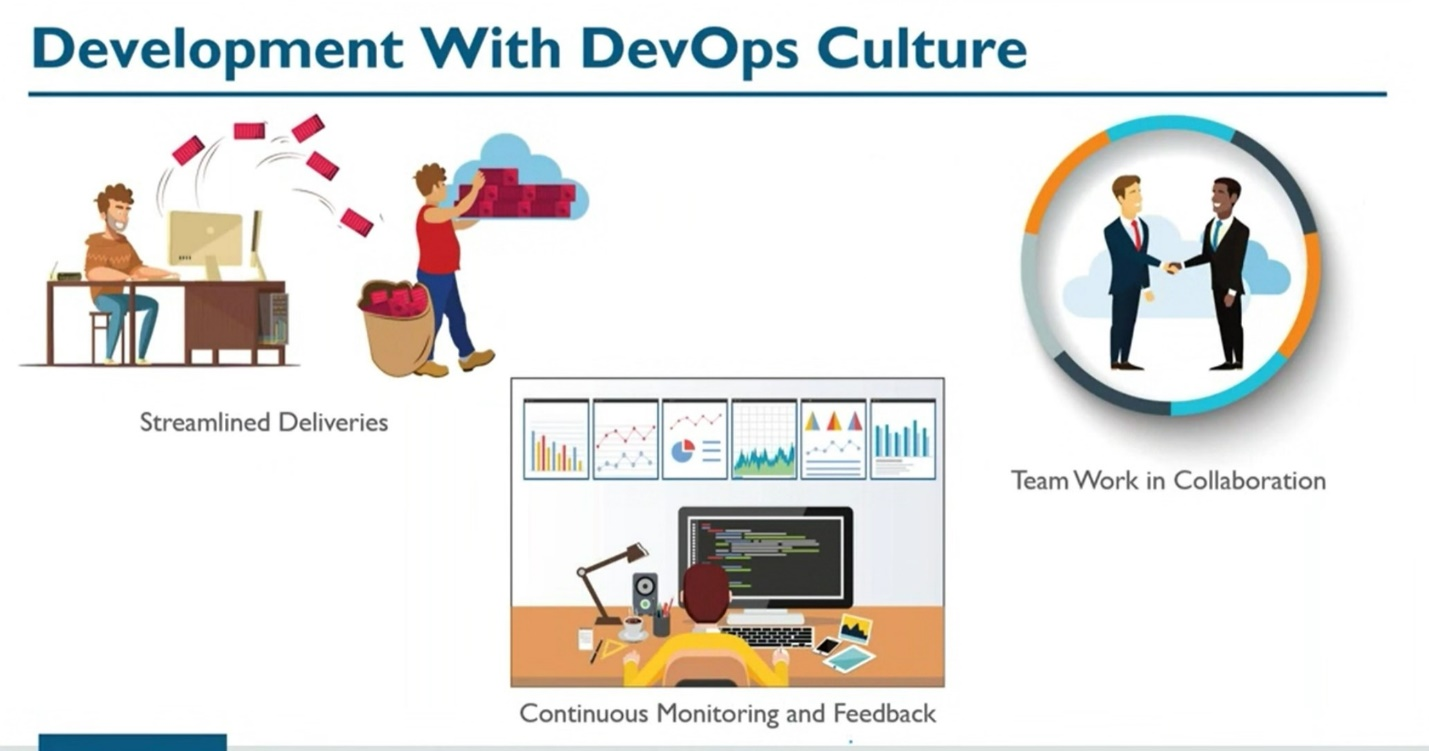 Development With DevOps Culture
Streamlined Deliveries
Team Work in Collaboration
Continuous Monitoring and Feedback